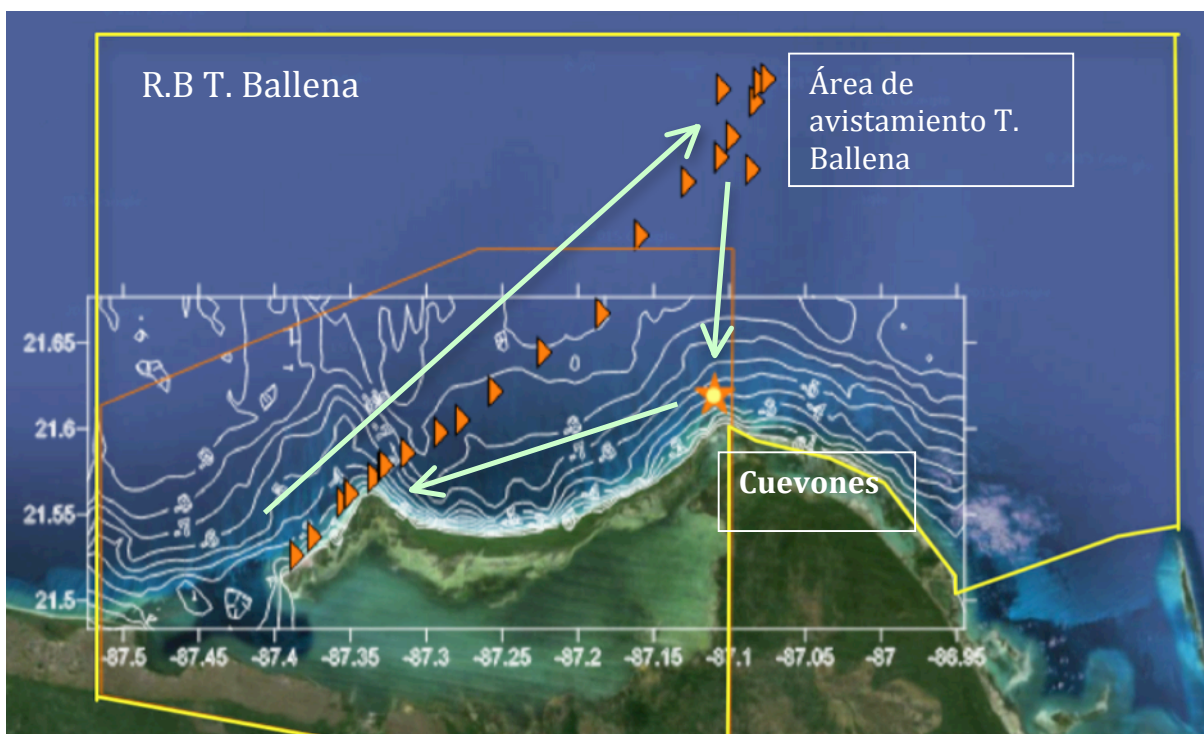 R.B T. Ballena
Área de
avistamiento T.
Ballena
21.65
21.6
Cuevones
21.55
21.5
-87.5 -87.45 -87.4 -87.35 -87.3 -87.25 -87.2 -87.15 -87.1 -87.05 -87 -86.95